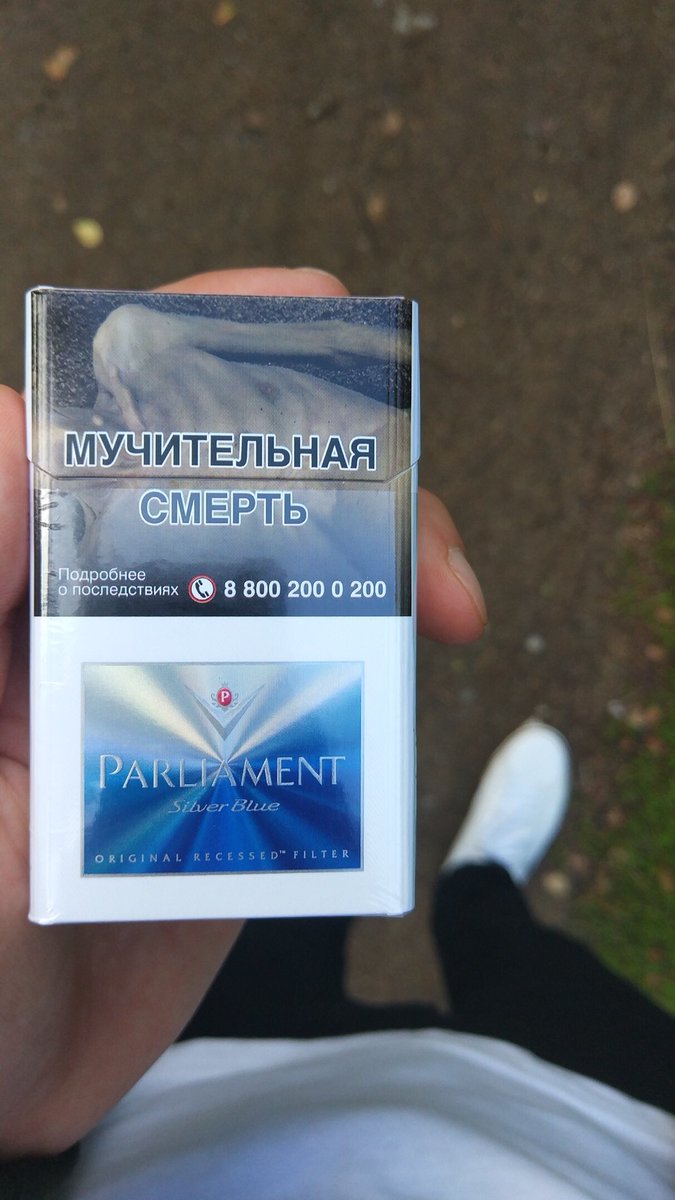 МУЧИТЕЛЬНАЯ
СМЕРТЬ
Подробнее
о последствиях 8 800 200 0 200
P
PARLIAMENT
Silver Blue
ORIGINAL RECESSED™ FILTER